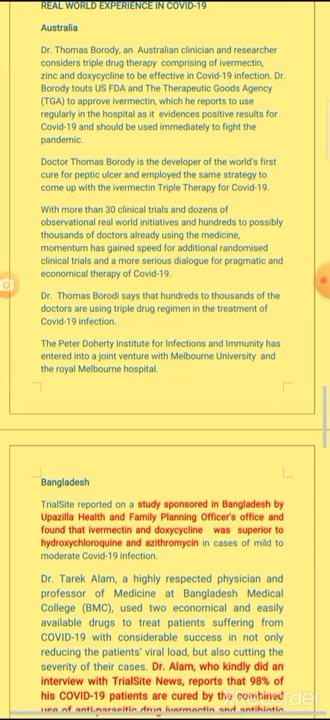 REAL WORLD EXPERIENCE IN COVID-19
Australia
Dr. Thomas Borody, an Australian clinician and researcher
considers triple drug therapy comprising of ivermectin,
zinc and doxycycline to be effective in Covid-19 infection. Dr.
Borody touts US FDA and The Therapeutic Goods Agency
(TGA) to approve ivermectin, which he reports to use
regularly in the hospital as it evidences positive results for
Covid-19 and should be used immediately to fight the
pandemic.
Doctor Thomas Borody is the developer of the world's first
cure for peptic ulcer and employed the same strategy to
come up with the ivermectin Triple Therapy for Covid-19.
With more than 30 clinical trials and dozens of
observational real world initiatives and hundreds to possibly
thousands of doctors already using the medicine,
momentum has gained speed for additional randomised
clinical trials and a more serious dialogue for pragmatic and
economical therapy of Covid-19.
Dr. Thomas Borodi says that hundreds to thousands of the
doctors are using triple drug regimen in the treatment of
Covid-19 infection.
The Peter Doherty Institute for Infections and Immunity has
entered into a joint venture with Melbourne University and
the royal Melbourne hospital.
Bangladesh
TrialSite reported on a study sponsored in Bangladesh by
Upazilla Health and Family Planning Officer's office and
found that ivermectin and doxycycline was superior to
hydroxychloroquine and azithromycin in cases of mild to
moderate Covid-19 infection.
Dr. Tarek Alam, a highly respected physician and
professor of Medicine at Bangladesh Medical
College (BMC), used two economical and easily
available drugs to treat patients suffering from
COVID-19 with considerable success in not only
reducing the patients' viral load, but also cutting the
severity of their cases. Dr. Alam, who kindly did an
interview with TrialSite News, reports that 98% of
his COVID-19 patients are cured by the combined
use of anti-parasitic drug ivermectin and antibiotic